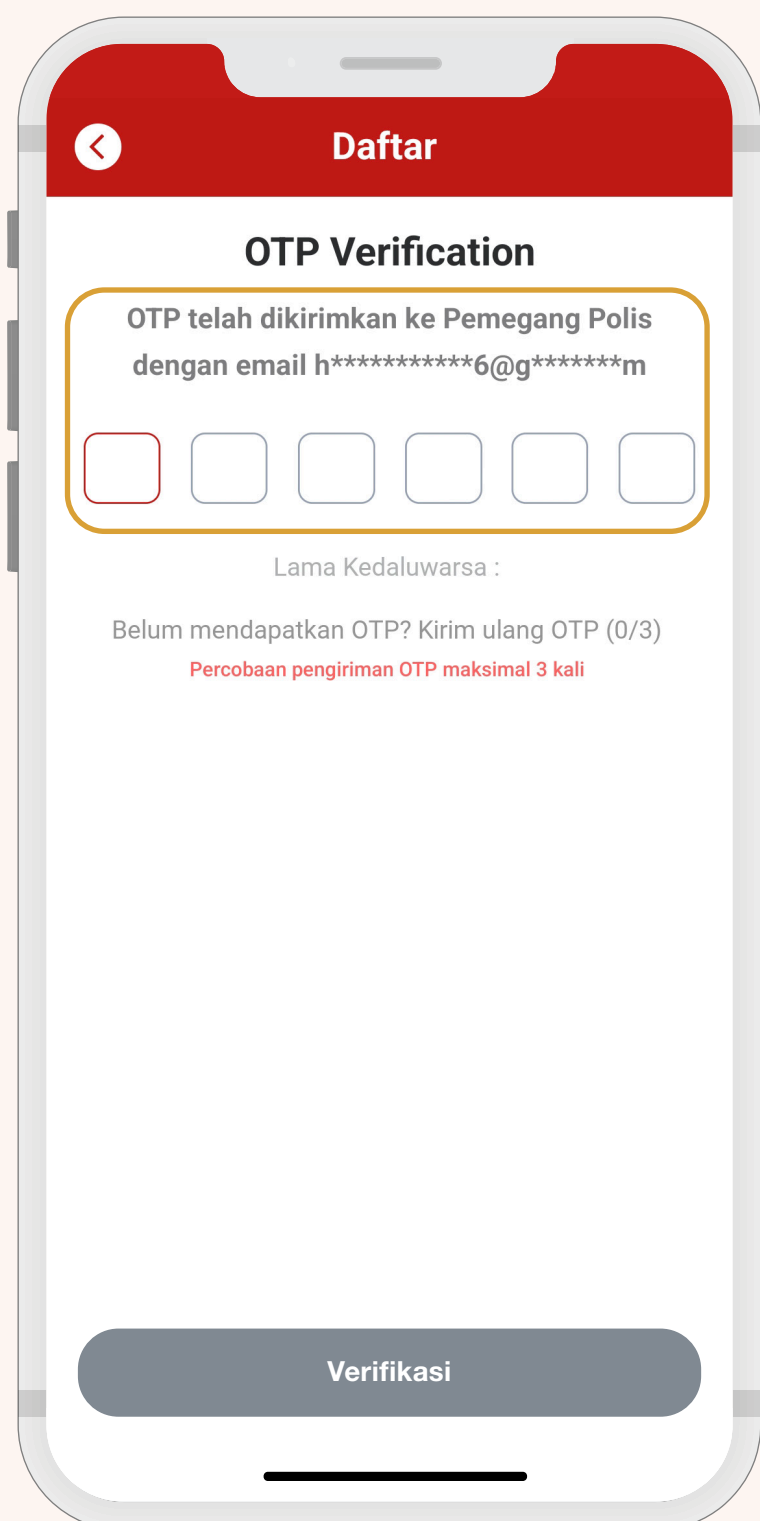 Daftar
OTP Verification
OTP telah dikirimkan ke Pemegang Polis
dengan email h***********6@g*******m
Lama Kedaluwarsa :
Belum mendapatkan OTP? Kirim ulang OTP (0/3)
Percobaan pengiriman OTP maksimal 3 kali
Verifikasi